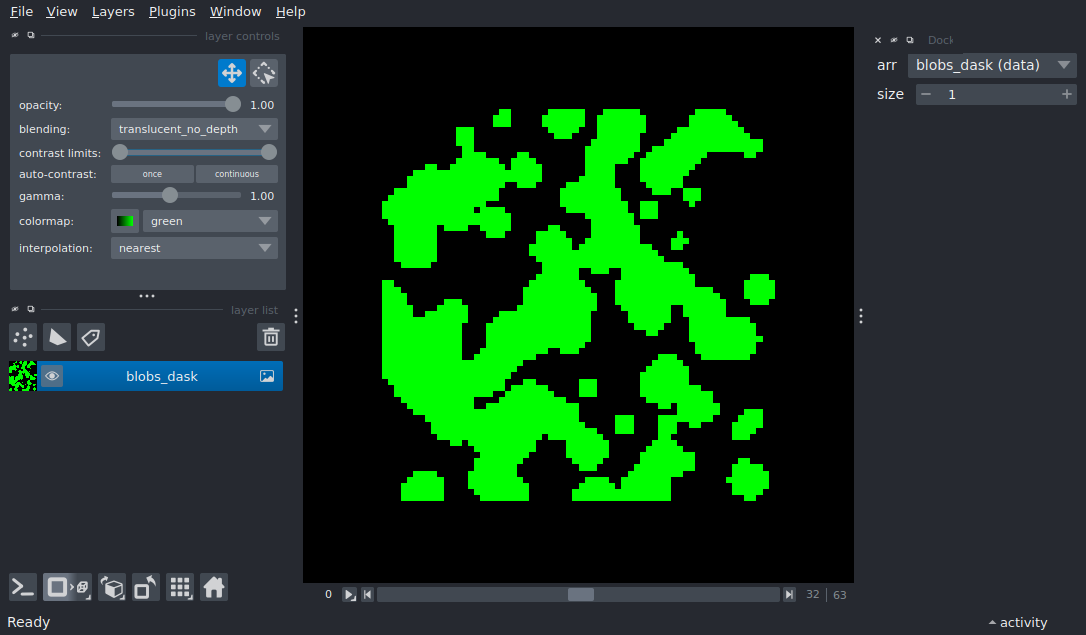 File View Layers Plugins Window Help
layer controls
opacity: 1.00
blending: translucent_no_depth
contrast limits:
auto-contrast: once continuous
gamma: 1.00
colormap: green
interpolation: nearest
layer list
blobs_dask
Dock
arr blobs_dask (data)
size 1
0 32 63
Ready
activity